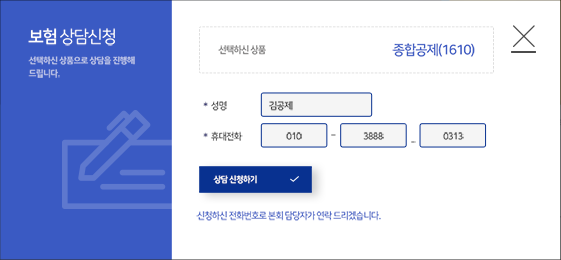 보험 상담신청
선택하신 상품으로 상담을 진행해
드립니다.
선택하신 상품 종합공제(1610)
* 성명 김공제
* 휴대전화 010 - 3888 - 0313
상담 신청하기
신청하신 전화번호로 본회 담당자가 연락 드리겠습니다.